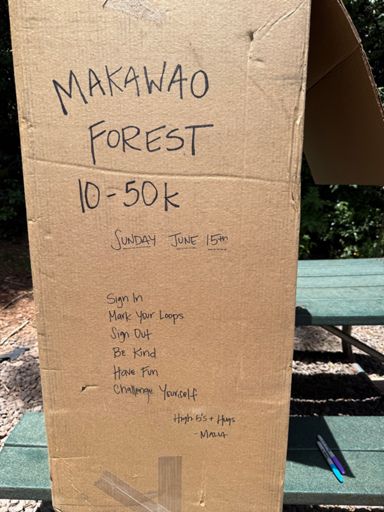 MAKAWAO
FOREST
10-50K
SUNDAY JUNE 15th
Sign In
Mark Your Loops
Sign Out
Be Kind
Have Fun
Challenge Yourself
High 5's + Hugs
- MALIA